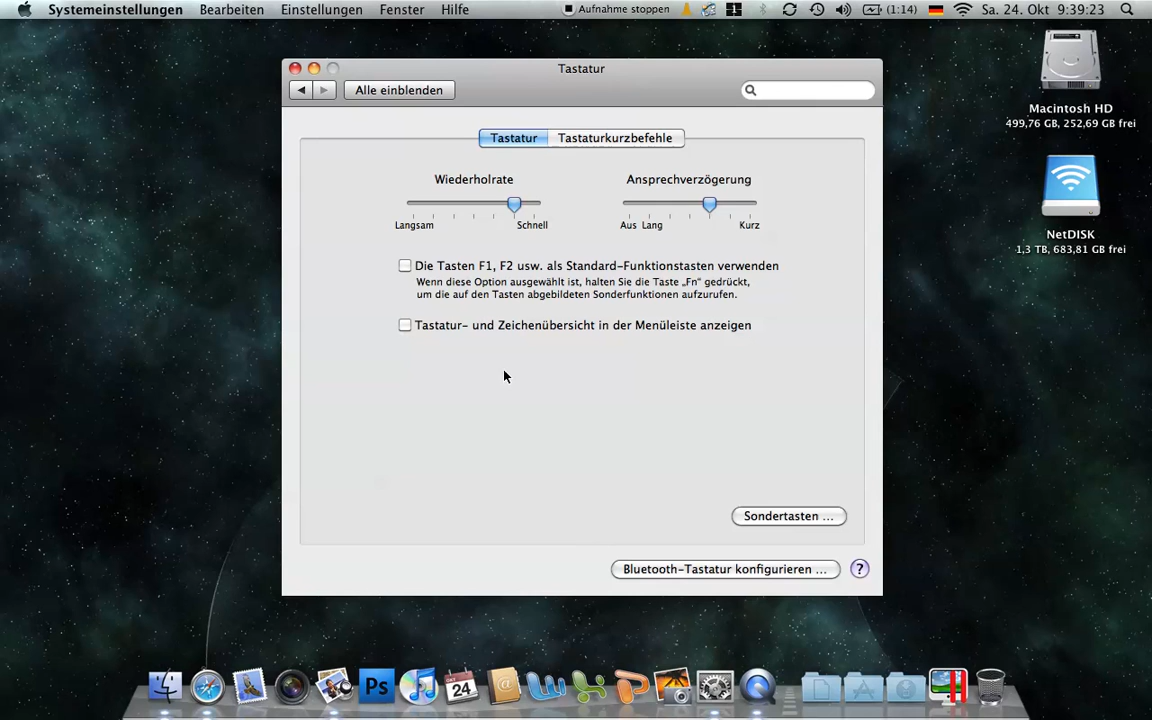 Systemeinstellungen Bearbeiten Einstellungen Fenster Hilfe Aufnahme stoppen 1 (1:14) Sa. 24. Okt 9:39:23
Tastatur
Alle einblenden
Tastatur Tastaturkurzbefehle
Wiederholrate Ansprechverzögerung
Langsam Schnell Aus Lang Kurz
Die Tasten F1, F2 usw. als Standard-Funktionstasten verwenden
Wenn diese Option ausgewählt ist, halten Sie die Taste „Fn“ gedrückt,
um die auf den Tasten abgebildeten Sonderfunktionen aufzurufen.
Tastatur- und Zeichenübersicht in der Menüleiste anzeigen
Sondertasten ...
Bluetooth-Tastatur konfigurieren ... ?
Macintosh HD
499,76 GB, 252,69 GB frei
NetDISK
1,3 TB, 683,81 GB frei
Ps
24
@